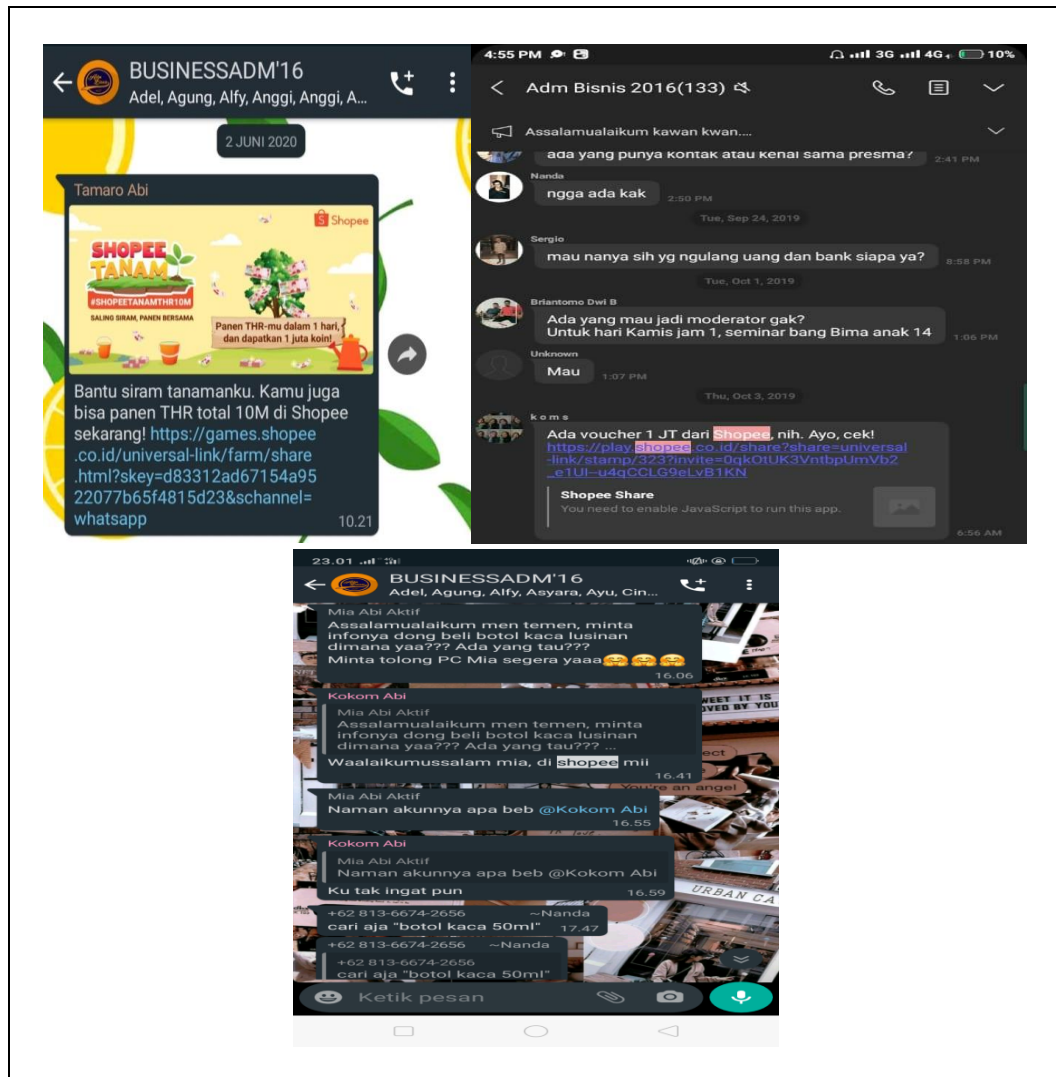 BUSINESSADM'16
Adel, Agung, Alfy, Anggi, Anggi, A...
2 JUNI 2020
Tamaro Abi
Shopee
SHOPEE
TANAM
#SHOPEETANAMTHR10M
SALING SIRAM, PANEN BERSAMA
Panen THR-mu dalam 1 hari,
dan dapatkan 1 juta koin!
Bantu siram tanamanku. Kamu juga
bisa panen THR total 10M di Shopee
sekarang! https://games.shopee
.co.id/universal-link/farm/share
.html?skey=d83312ad67154a95
22077b65f4815d23&schannel=
whatsapp
10.21
4:55 PM
3G 4G+ 10%
Adm Bisnis 2016(133)
Assalamualaikum kawan kwan....
ada yang punya kontak atau kenal sama presma?
2:41 PM
Nanda
ngga ada kak
2:50 PM
Tue, Sep 24, 2019
Sergio
mau nanya sih yg ngulang uang dan bank siapa ya?
8:58 PM
Tue, Oct 1, 2019
Briantomo Dwi B
Ada yang mau jadi moderator gak?
Untuk hari Kamis jam 1, seminar bang Bima anak 14
1:06 PM
Unknown
Mau
1:07 PM
Thu, Oct 3, 2019
k o m s
Ada voucher 1 JT dari Shopee, nih. Ayo, cek!
https://play.shopee.co.id/share?share=universal
-link/stamp/323?invite=0qkOtUK3VntbpUmVb2
_e1UI-u4qCCLG9eLvB1KN
Shopee Share
You need to enable JavaScript to run this app.
6:56 AM
23.01
BUSINESSADM'16
Adel, Agung, Alfy, Asyara, Ayu, Cin...
Mia Abi Aktif
Assalamualaikum men temen, minta
infonya dong beli botol kaca lusinan
dimana yaa??? Ada yang tau???
Minta tolong PC Mia segera yaaa🤗🤗🤗
16.06
Kokom Abi
Mia Abi Aktif
Assalamualaikum men temen, minta
infonya dong beli botol kaca lusinan
dimana yaa??? Ada yang tau??? ...
Waalaikumussalam mia, di shopee mii
16.41
You're an angel
Mia Abi Aktif
Naman akunnya apa beb @Kokom Abi
16.55
Kokom Abi
Mia Abi Aktif
Naman akunnya apa beb @Kokom Abi
Ku tak ingat pun
16.59
URBAN CA
+62 813-6674-2656 ~Nanda
cari aja "botol kaca 50ml"
17.47
+62 813-6674-2656 ~Nanda
+62 813-6674-2656
cari aja "botol kaca 50ml"
Ketik pesan